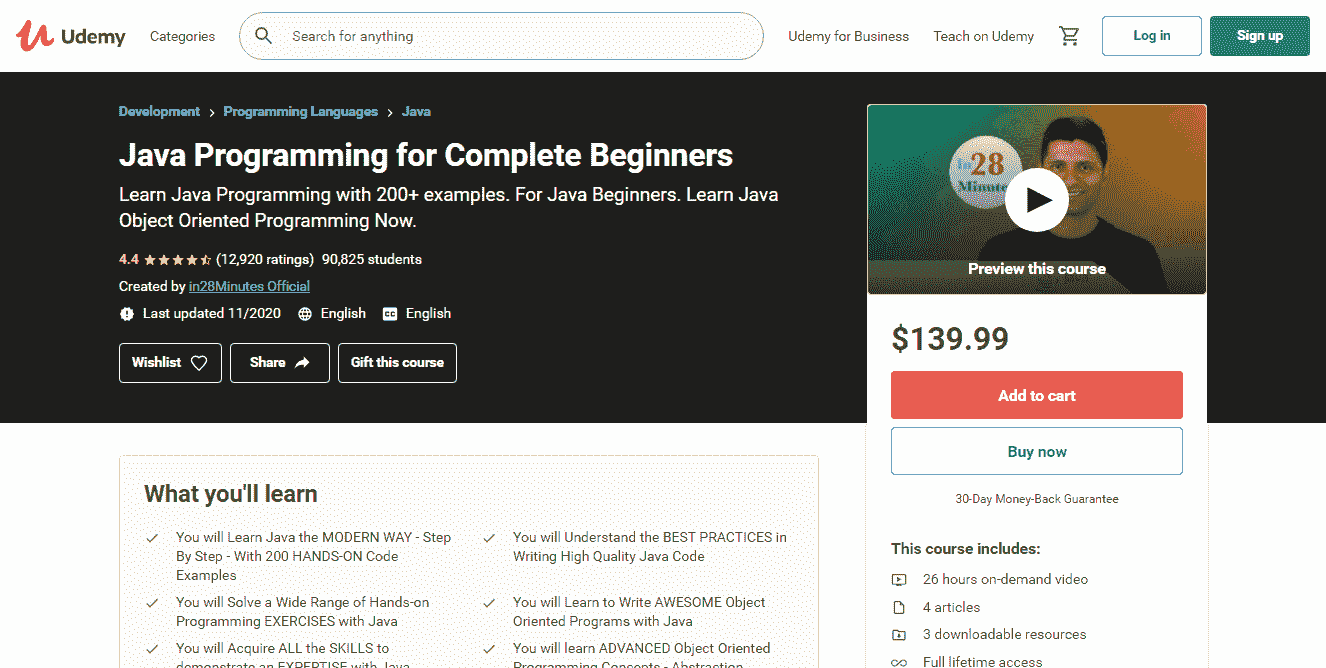 Udemy
Categories
Search for anything
Udemy for Business
Teach on Udemy
Log in
Sign up
Development > Programming Languages > Java
Java Programming for Complete Beginners
Learn Java Programming with 200+ examples. For Java Beginners. Learn Java
Object Oriented Programming Now.
4.4 (12,920 ratings) 90,825 students
Created by in28Minutes Official
Last updated 11/2020 English CC English
Wishlist
Share
Gift this course
In
28
Minutes
Preview this course
$139.99
Add to cart
Buy now
30-Day Money-Back Guarantee
This course includes:
26 hours on-demand video
4 articles
3 downloadable resources
Full lifetime access
What you'll learn
You will Learn Java the MODERN WAY - Step
By Step - With 200 HANDS-ON Code
Examples
You will Understand the BEST PRACTICES in
Writing High Quality Java Code
You will Solve a Wide Range of Hands-on
Programming EXERCISES with Java
You will Learn to Write AWESOME Object
Oriented Programs with Java
You will Acquire ALL the SKILLS to
demonstrate an EXPERTISE with Java
You will learn ADVANCED Object Oriented
Programming Concepts - Abstraction,